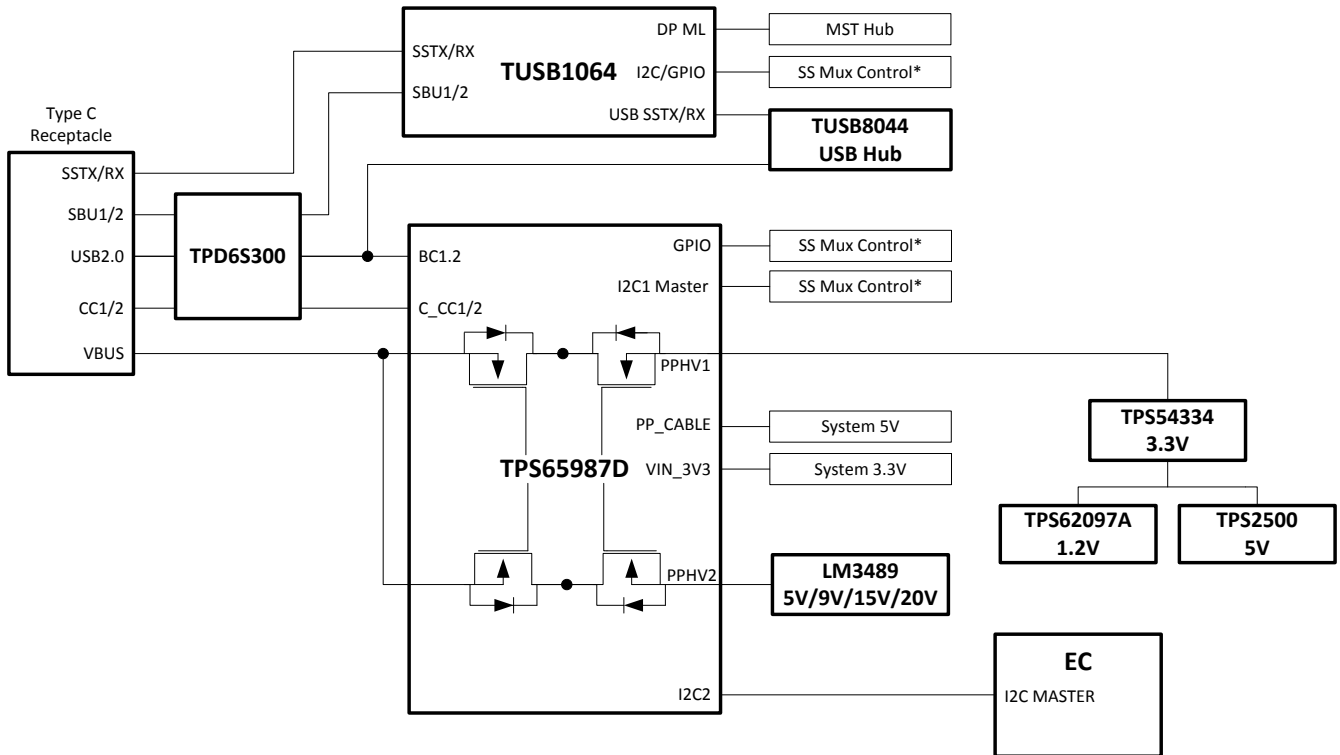 DP ML
MST Hub
SSTX/RX
TUSB1064
I2C/GPIO
SS Mux Control*
SBU1/2
USB SSTX/RX
TUSB8044
USB Hub
Type C
Receptacle
SSTX/RX
SBU1/2
USB2.0
CC1/2
VBUS
TPD6S300
BC1.2
C_CC1/2
GPIO
SS Mux Control*
I2C1 Master
SS Mux Control*
PPHV1
PP_CABLE
System 5V
TPS65987D
VIN_3V3
System 3.3V
PPHV2
LM3489
5V/9V/15V/20V
TPS54334
3.3V
TPS62097A
1.2V
TPS2500
5V
I2C2
EC
I2C MASTER